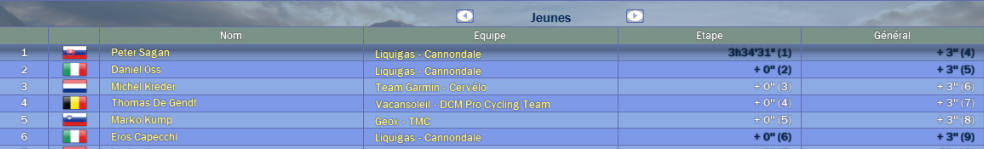 Jeunes
Nom Equipe Etape Général
1 Peter Sagan Liquigas - Cannondale 3h34'31" (1) + 3" (4)
2 Daniel Oss Liquigas - Cannondale + 0" (2) + 3" (5)
3 Michel Kreder Team Garmin - Cervélo + 0" (3) + 3" (6)
4 Thomas De Gendt Vacansoleil - DCM Pro Cycling Team + 0" (4) + 3" (7)
5 Marko Kump Geox - TMC + 0" (5) + 3" (8)
6 Eros Capecchi Liquigas - Cannondale + 0" (6) + 3" (9)